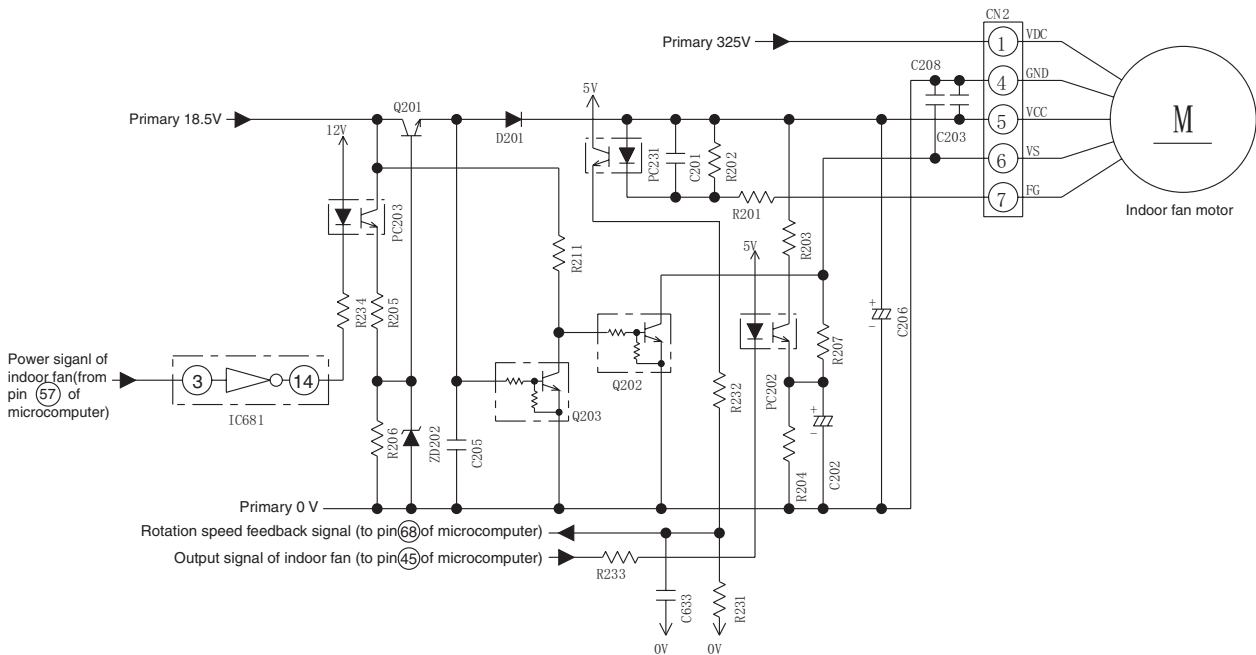 CN2
Primary 325V
1
VDC
C208
4
GND
5V
Q201
Primary 18.5V
D201
5
VCC
M
12V
PC231
C201
R202
C203
6
VS
R201
7
FG
Indoor fan motor
PC203
R211
R203
5V
R234
R205
C206
Power siganl of
indoor fan(from
pin 57 of
microcomputer)
3
14
IC681
R207
Q202
R232
PC202
Q203
R206
ZD202
C205
R204
C202
+
-
+
-
Primary 0 V
Rotation speed feedback signal (to pin 68 of microcomputer)
Output signal of indoor fan (to pin 45 of microcomputer)
R233
C633
R231
0V
0V